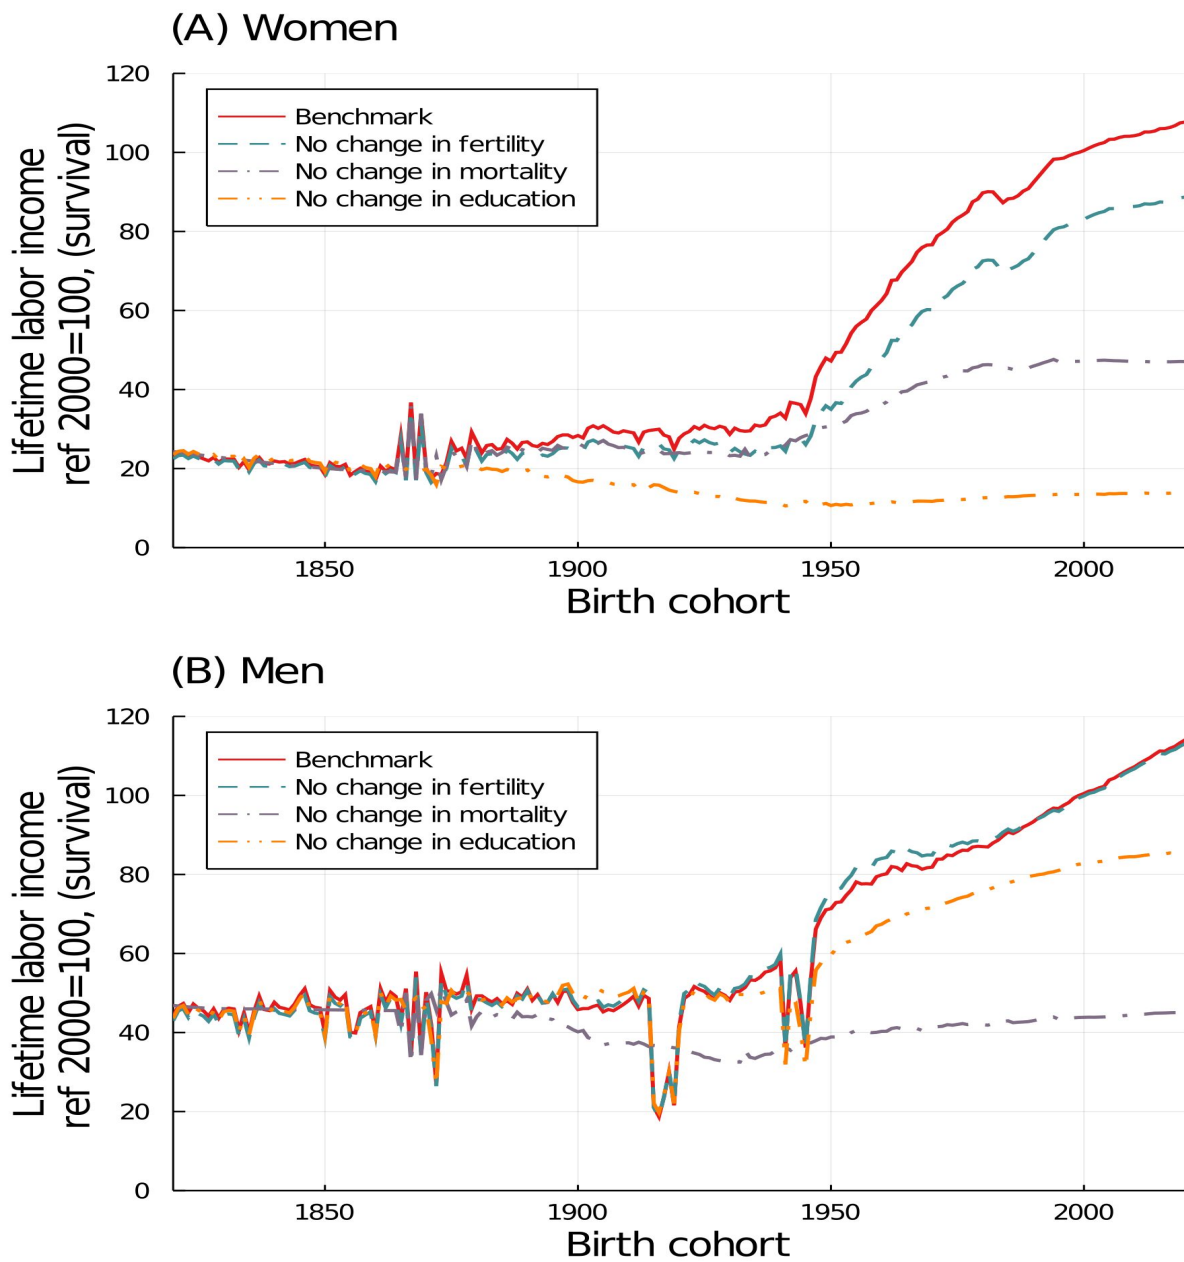 (A) Women
120
100
80
60
40
20
0
Lifetime labor income
ref 2000=100, (survival)
Benchmark
No change in fertility
No change in mortality
No change in education
1850
1900
1950
2000
Birth cohort
(B) Men
120
100
80
60
40
20
0
Lifetime labor income
ref 2000=100, (survival)
Benchmark
No change in fertility
No change in mortality
No change in education
1850
1900
1950
2000
Birth cohort